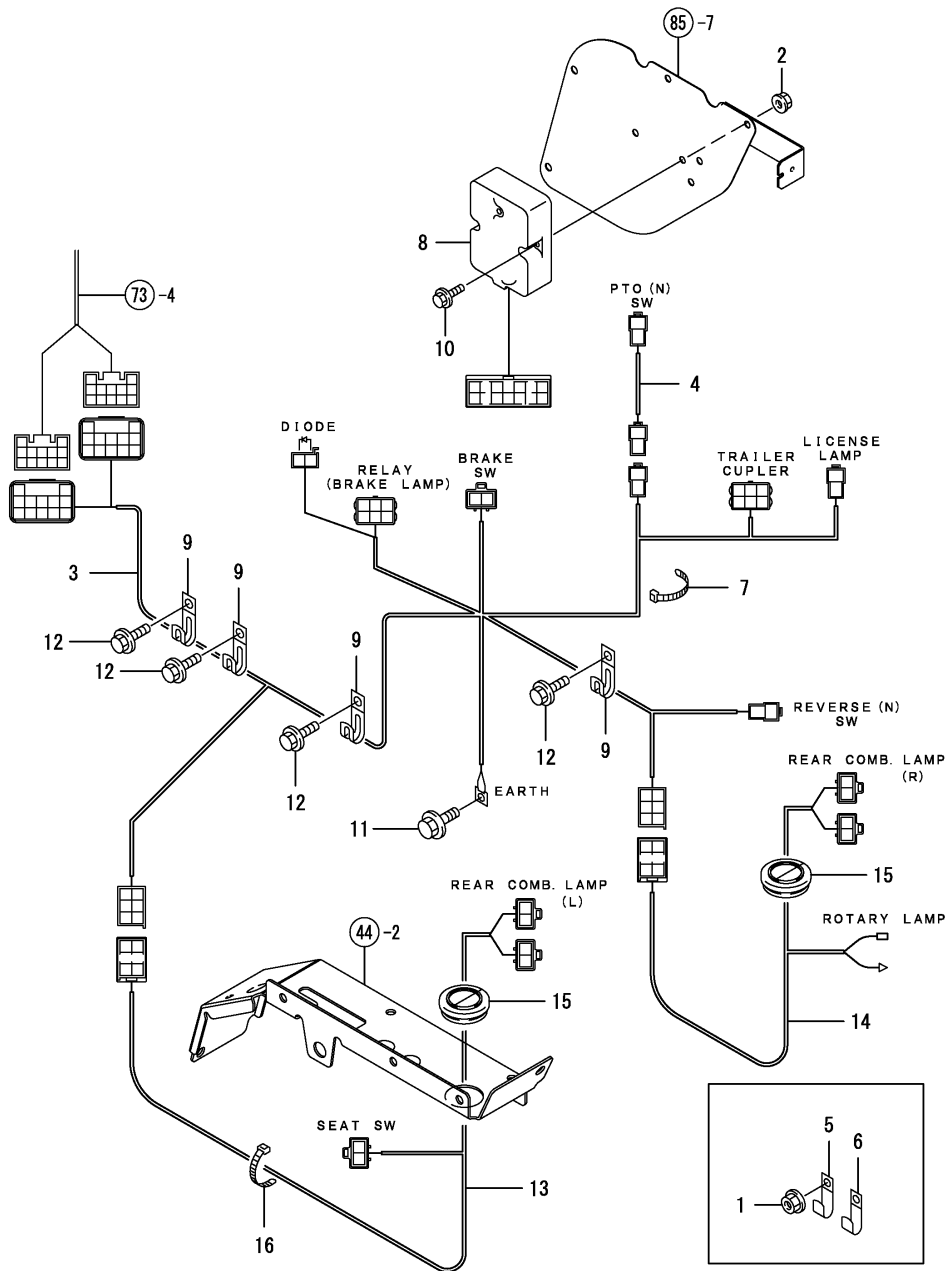 85 -7
2
8
10
73 -4
PTO (N)
SW
4
DIODE
RELAY
(BRAKE LAMP)
BRAKE
SW
TRAILER
CUPLER
LICENSE
LAMP
3
9
9
7
12
12
9
9
12
12
REVERSE (N)
SW
REAR COMB. LAMP
(R)
EARTH
11
15
REAR COMB. LAMP
(L)
ROTARY LAMP
44 -2
15
14
SEAT SW
13
16
5
6
1